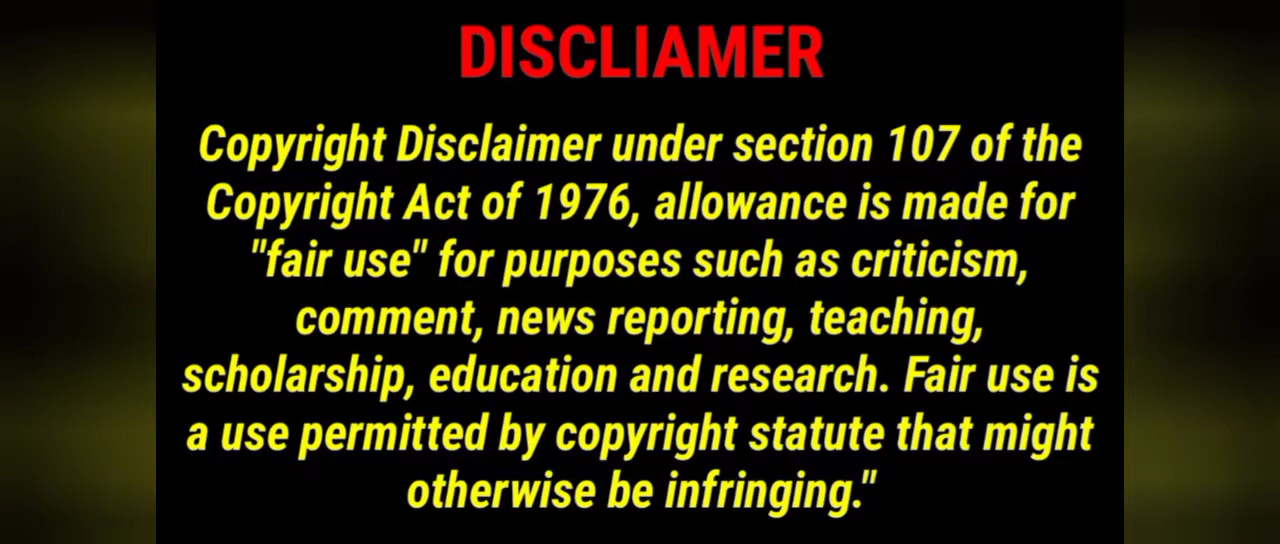 DISCLIAMER
Copyright Disclaimer under section 107 of the
Copyright Act of 1976, allowance is made for
"fair use" for purposes such as criticism,
comment, news reporting, teaching,
scholarship, education and research. Fair use is
a use permitted by copyright statute that might
otherwise be infringing."